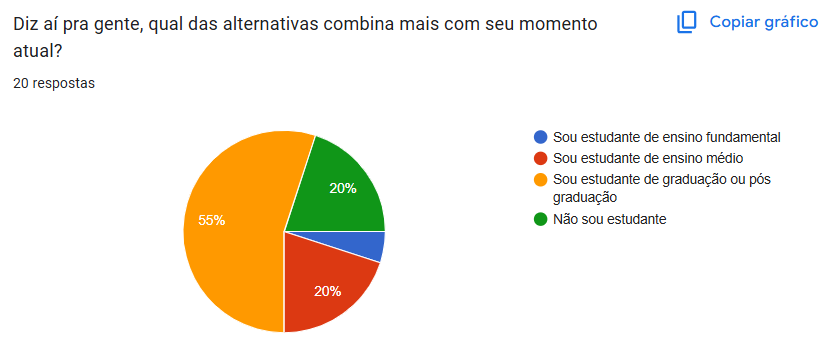 Diz aí pra gente, qual das alternativas combina mais com seu momento
atual?
Copiar gráfico
20 respostas
20%
55%
20%
Sou estudante de ensino fundamental
Sou estudante de ensino médio
Sou estudante de graduação ou pós
graduação
Não sou estudante